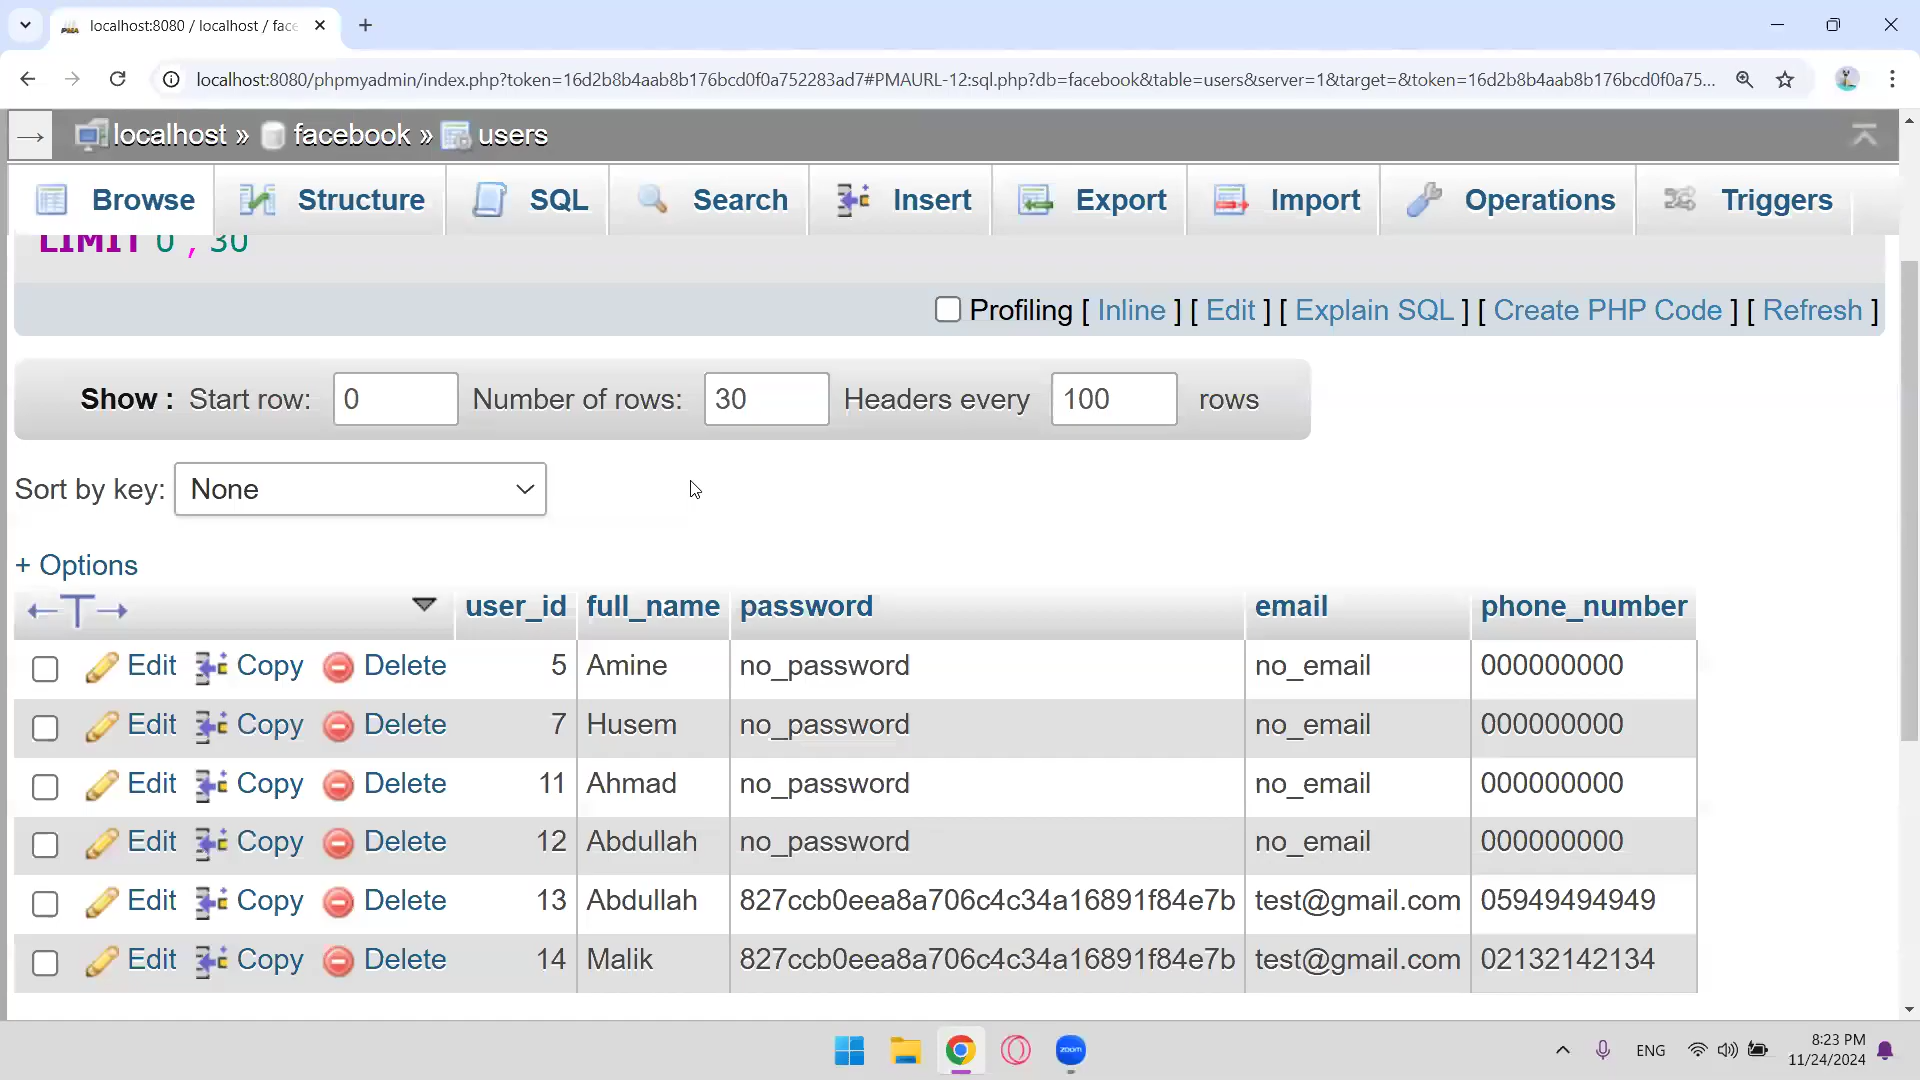 localhost:8080 / localhost / face
localhost:8080/phpmyadmin/index.php?token=16d2b8b4aab8b176bcd0f0a752283ad7#PMAURL-12:sql.php?db=facebook&table=users&server=1&target=&token=16d2b8b4aab8b176bcd0f0a75...
localhost » facebook » users
Browse Structure SQL Search Insert Export Import Operations Triggers
LIMIT 0 , 30
Profiling [ Inline ] [ Edit ] [ Explain SQL ] [ Create PHP Code ] [ Refresh ]
Show : Start row: 0 Number of rows: 30 Headers every 100 rows
Sort by key: None
+ Options
user_id full_name password email phone_number
Edit Copy Delete 5 Amine no_password no_email 000000000
Edit Copy Delete 7 Husem no_password no_email 000000000
Edit Copy Delete 11 Ahmad no_password no_email 000000000
Edit Copy Delete 12 Abdullah no_password no_email 000000000
Edit Copy Delete 13 Abdullah 827ccb0eea8a706c4c34a16891f84e7b test@gmail.com 05949494949
Edit Copy Delete 14 Malik 827ccb0eea8a706c4c34a16891f84e7b test@gmail.com 02132142134
zoom
ENG
8:23 PM
11/24/2024